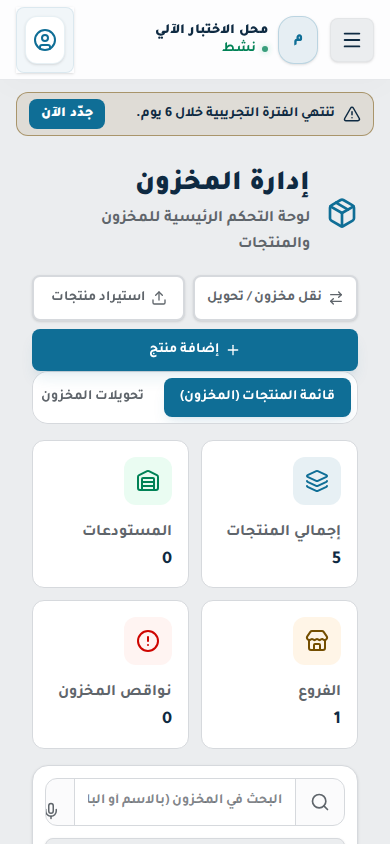 م
محل الاختبار الآلي
نشط
تنتهي الفترة التجريبية خلال 6 يوم.
جدّد الآن
إدارة المخزون
لوحة التحكم الرئيسية للمخزون
والمنتجات
نقل مخزون / تحويل
استيراد منتجات
إضافة منتج
قائمة المنتجات (المخزون)
تحويلات المخزون
إجمالي المنتجات
5
المستودعات
0
الفروع
1
نواقص المخزون
0
البحث في المخزون (بالاسم او البا